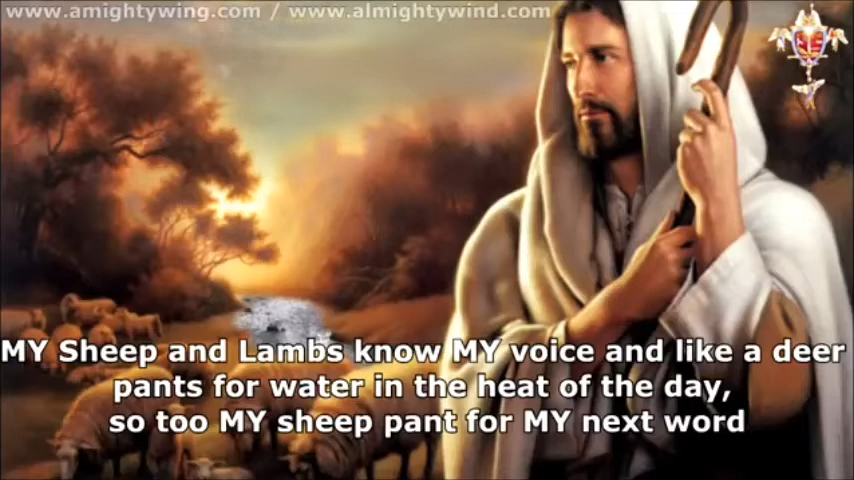 www.amightywing.com / www.almightywind.com
MY Sheep and Lambs know MY voice and like a deer
pants for water in the heat of the day,
so too MY sheep pant for MY next word